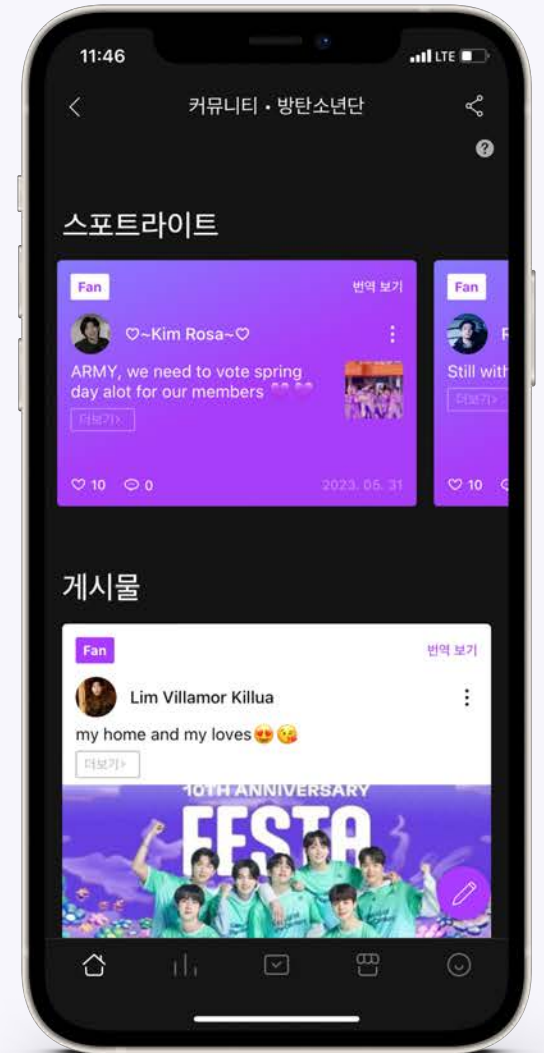 11:46
LTE
커뮤니티 • 방탄소년단
스포트라이트
Fan
번역 보기
♡~Kim Rosa~♡
ARMY, we need to vote spring
day alot for our members 💜 💜
더보기>
10 0 2023. 05. 31
Fan
Still with
더보기>
10
게시물
Fan
번역 보기
Lim Villamor Killua
my home and my loves😍😘
더보기>
10TH ANNIVERSARY
FESTA